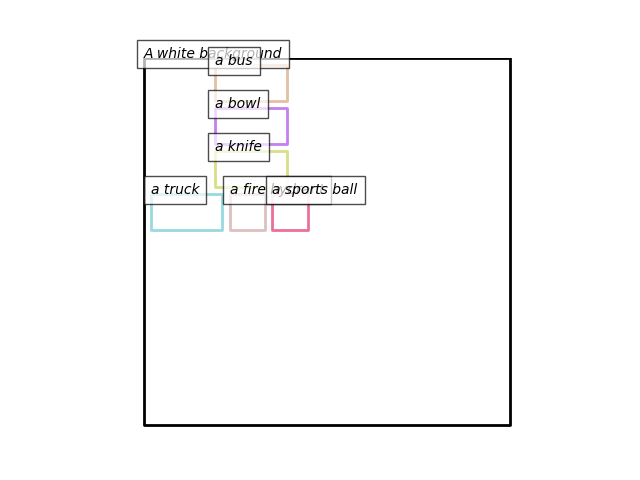 A white background
a bus
a bowl
a knife
a truck
a fire hydrant
a sports ball